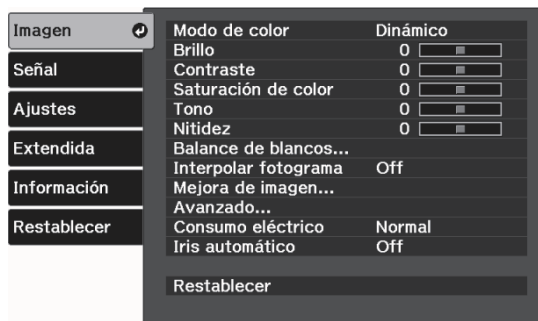 Imagen
Señal
Ajustes
Extendida
Información
Restablecer
Modo de color Dinámico
Brillo 0
Contraste 0
Saturación de color 0
Tono 0
Nitidez 0
Balance de blancos...
Interpolar fotograma Off
Mejora de imagen...
Avanzado...
Consumo eléctrico Normal
Iris automático Off
Restablecer